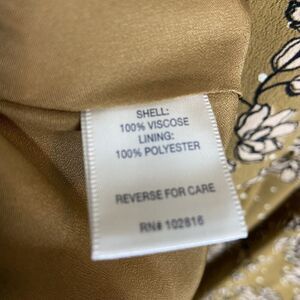 SHELL:
100% VISCOSE
LINING:
100% POLYESTER
REVERSE FOR CARE
RN# 102816